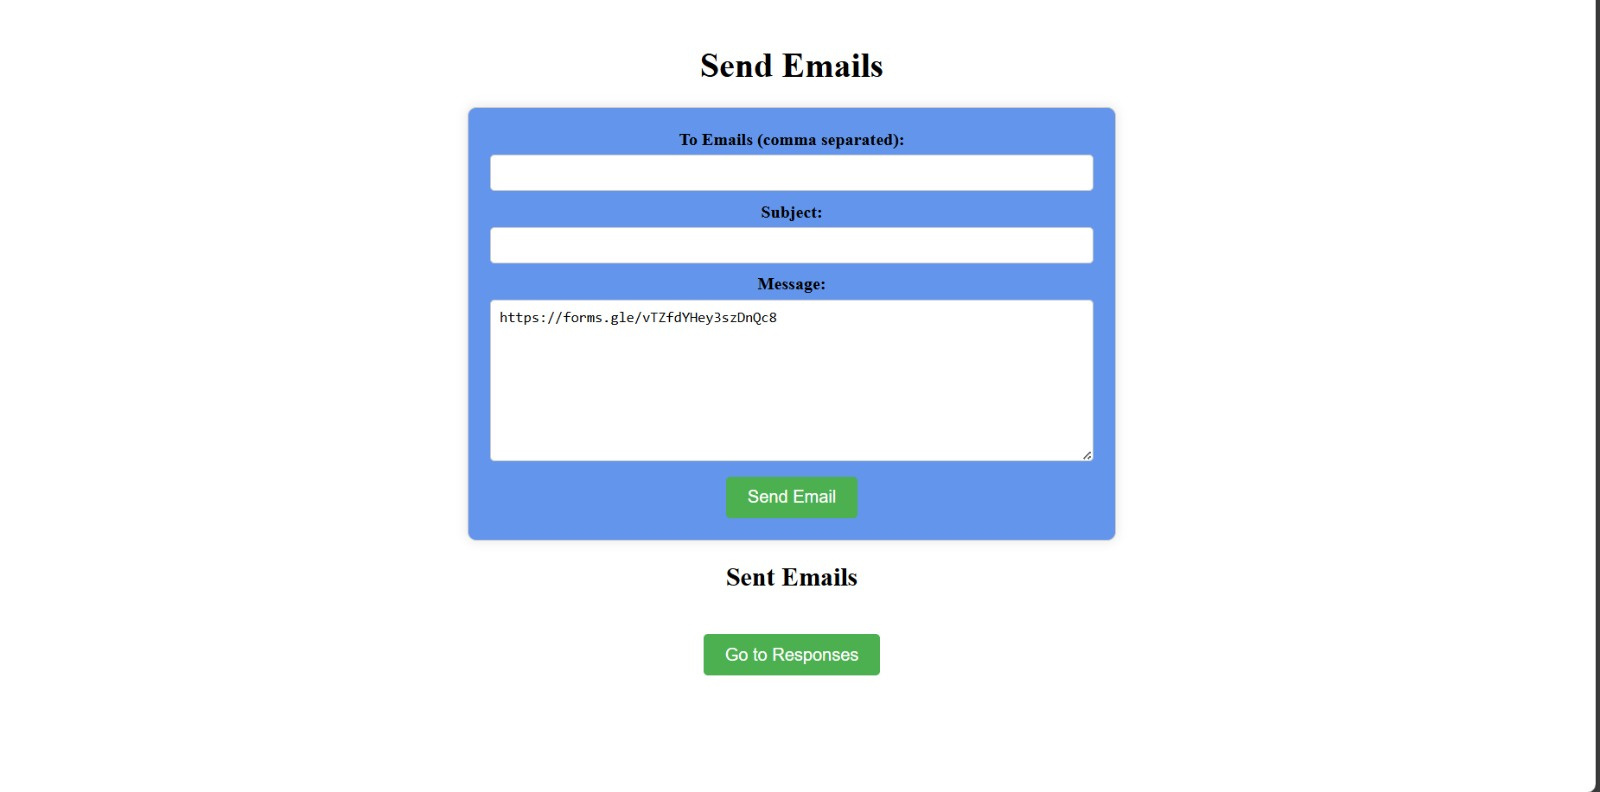 Send Emails
To Emails (comma separated):
Subject:
Message:
https://forms.gle/vTZfdYHey3szDnQc8
Send Email
Sent Emails
Go to Responses